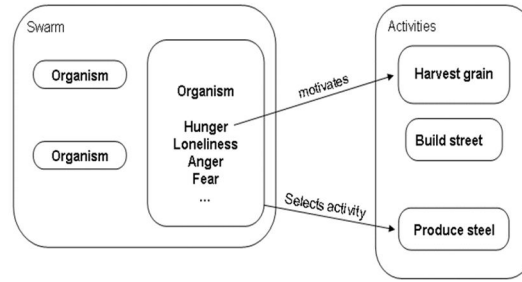 Swarm
Organism
Organism
Organism
Hunger
Loneliness
Anger
Fear
...
motivates
Selects activity
Activities
Harvest grain
Build street
Produce steel